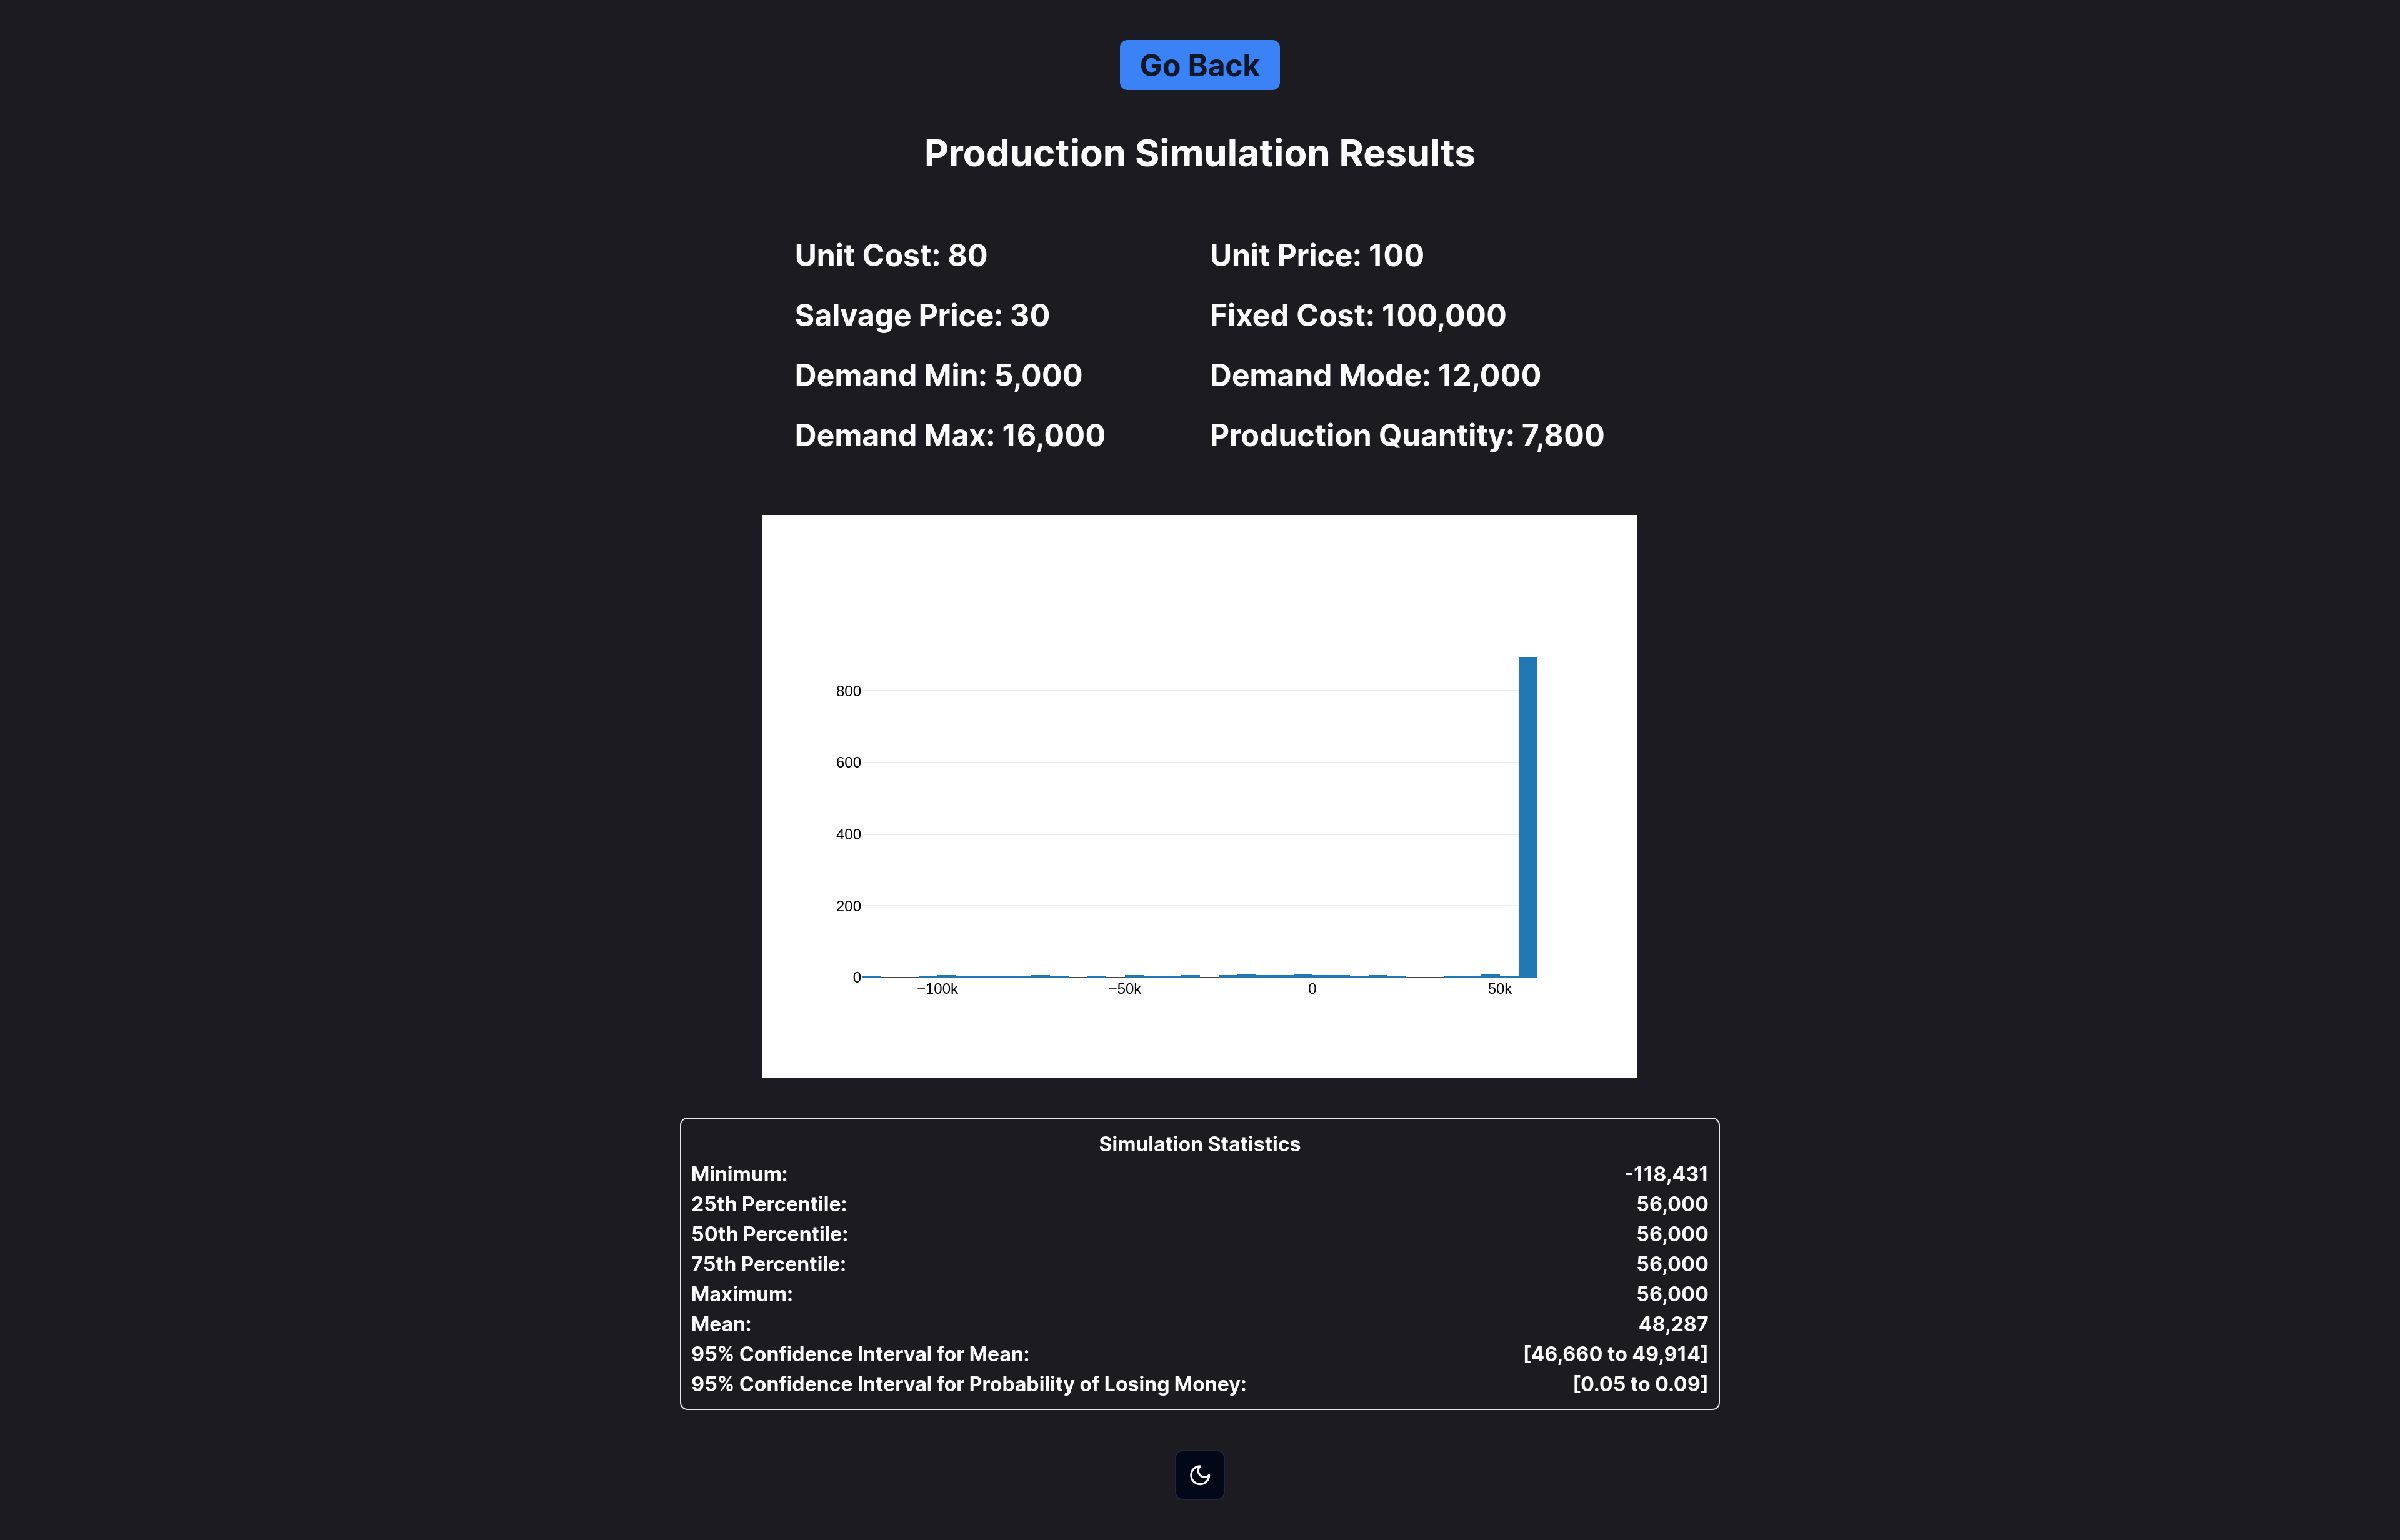 Go Back
Production Simulation Results
Unit Cost: 80
Unit Price: 100
Salvage Price: 30
Fixed Cost: 100,000
Demand Min: 5,000
Demand Mode: 12,000
Demand Max: 16,000
Production Quantity: 7,800
800
600
400
200
0
−100k
−50k
0
50k
Simulation Statistics
Minimum: -118,431
25th Percentile: 56,000
50th Percentile: 56,000
75th Percentile: 56,000
Maximum: 56,000
Mean: 48,287
95% Confidence Interval for Mean: [46,660 to 49,914]
95% Confidence Interval for Probability of Losing Money: [0.05 to 0.09]